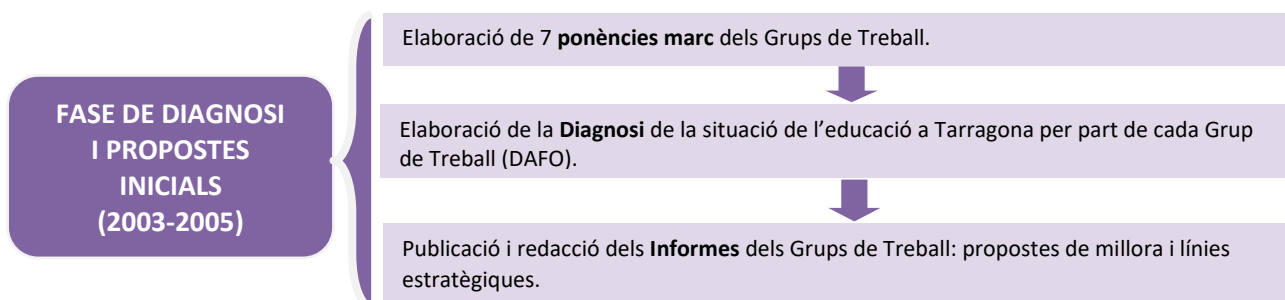 FASE DE DIAGNOSI
I PROPOSTES
INICIALS
(2003-2005)
Elaboració de 7 ponències marc dels Grups de Treball.
Elaboració de la Diagnosi de la situació de l’educació a Tarragona per part de cada Grup
de Treball (DAFO).
Publicació i redacció dels Informes dels Grups de Treball: propostes de millora i línies
estratègiques.